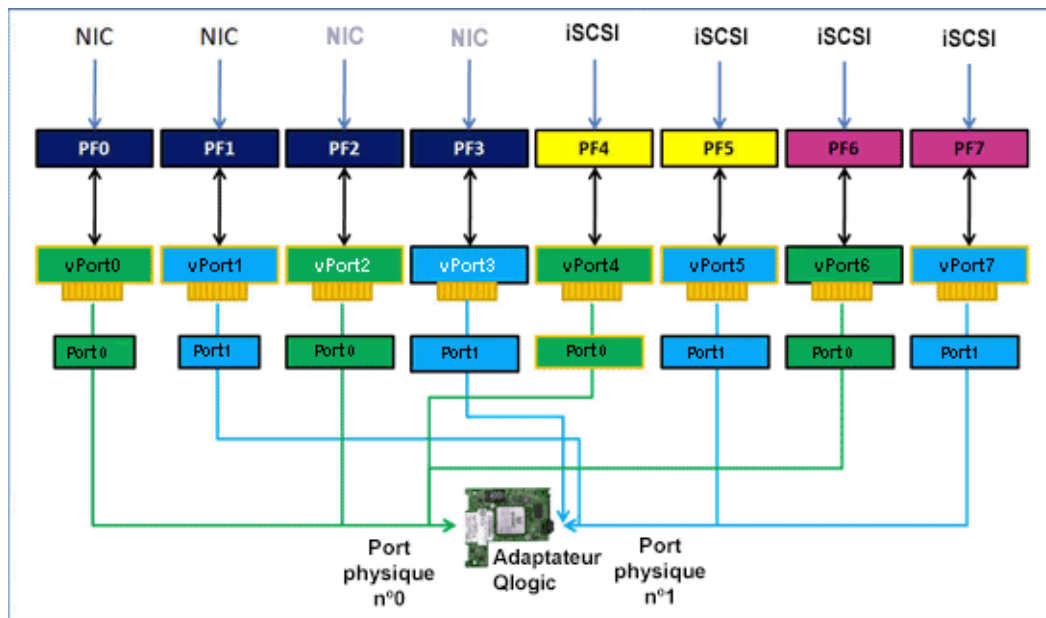 NIC NIC NIC NIC iSCSI iSCSI iSCSI iSCSI
PF0 PF1 PF2 PF3 PF4 PF5 PF6 PF7
vPort0 vPort1 vPort2 vPort3 vPort4 vPort5 vPort6 vPort7
Port0 Port1 Port0 Port1 Port0 Port1 Port0 Port1
Port
physique
nº0
Adaptateur
Qlogic
Port
physique
nº1